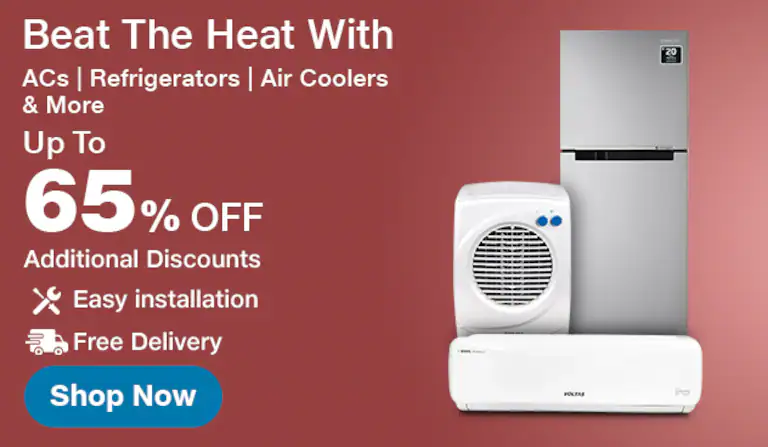 Beat The Heat With
ACs | Refrigerators | Air Coolers
& More
Up To
65% OFF
Additional Discounts
Easy installation
Free Delivery
Shop Now
20
VOLTAS